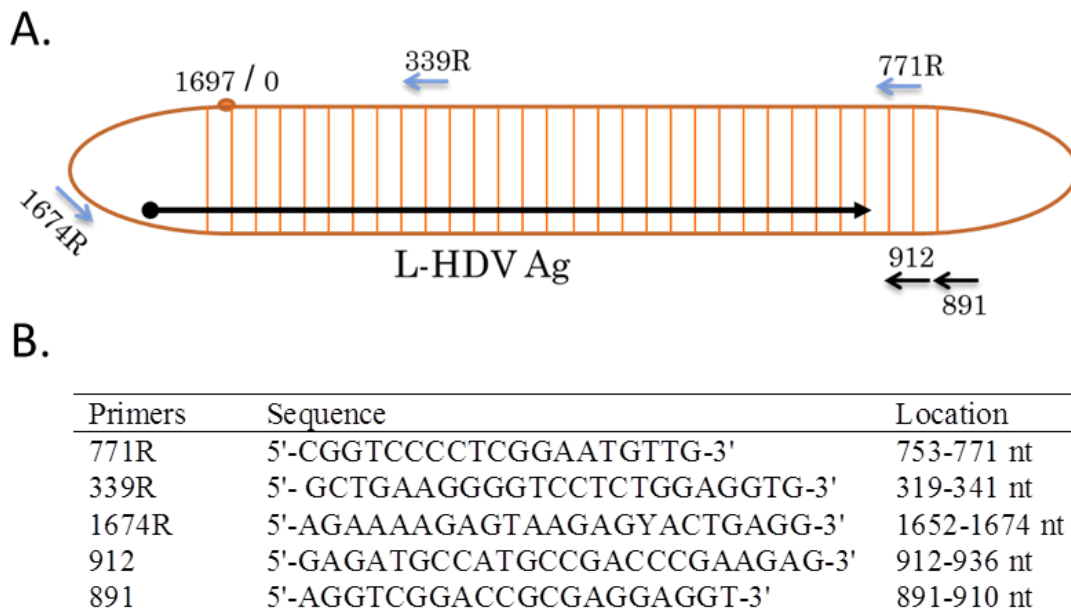 A.
1697 / 0
339R
771R
1674R
L-HDV Ag
912
891
B.
Primers Sequence Location
771R 5'-CGGTCCCCTCGGAATGTTG-3' 753-771 nt
339R 5'- GCTGAAGGGGTCCTCTGGAGGTG-3' 319-341 nt
1674R 5'-AGAAAAGAGTAAGAGYACTGAGG-3' 1652-1674 nt
912 5'-GAGATGCCATGCCGACCCGAAGAG-3' 912-936 nt
891 5'-AGGTCGGACCGCGAGGAGGT-3' 891-910 nt